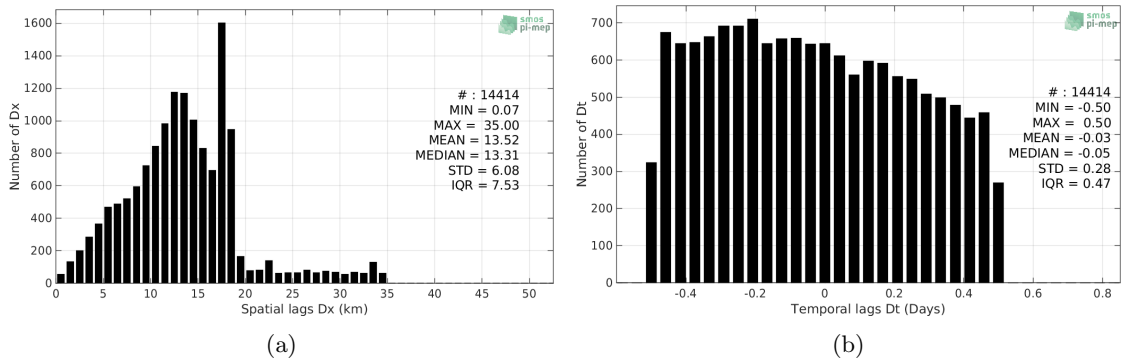 1600
1400
1200
1000
800
600
400
200
0
Number of Dx
0 5 10 15 20 25 30 35 40 45 50
Spatial lags Dx (km)
smos
pi-mep
# : 14414
MIN = 0.07
MAX = 35.00
MEAN = 13.52
MEDIAN = 13.31
STD = 6.08
IQR = 7.53
(a)
700
600
500
400
300
200
100
0
Number of Dt
-0.4 -0.2 0 0.2 0.4 0.6 0.8
Temporal lags Dt (Days)
smos
pi-mep
# : 14414
MIN = -0.50
MAX = 0.50
MEAN = -0.03
MEDIAN = -0.05
STD = 0.28
IQR = 0.47
(b)